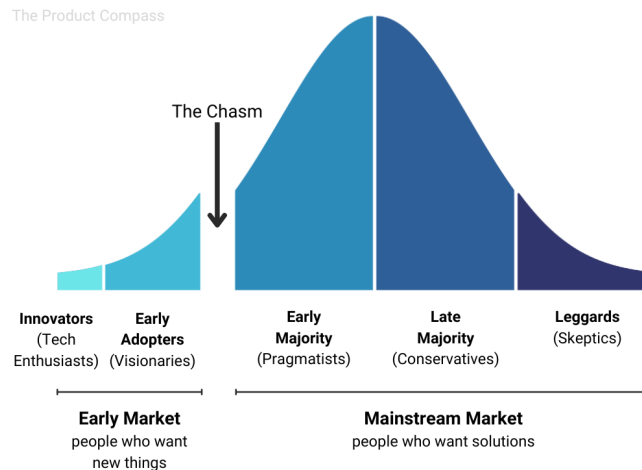 The Product Compass
The Chasm
Innovators
(Tech
Enthusiasts)
Early
Adopters
(Visionaries)
Early
Majority
(Pragmatists)
Late
Majority
(Conservatives)
Leggards
(Skeptics)
Early Market
people who want
new things
Mainstream Market
people who want solutions